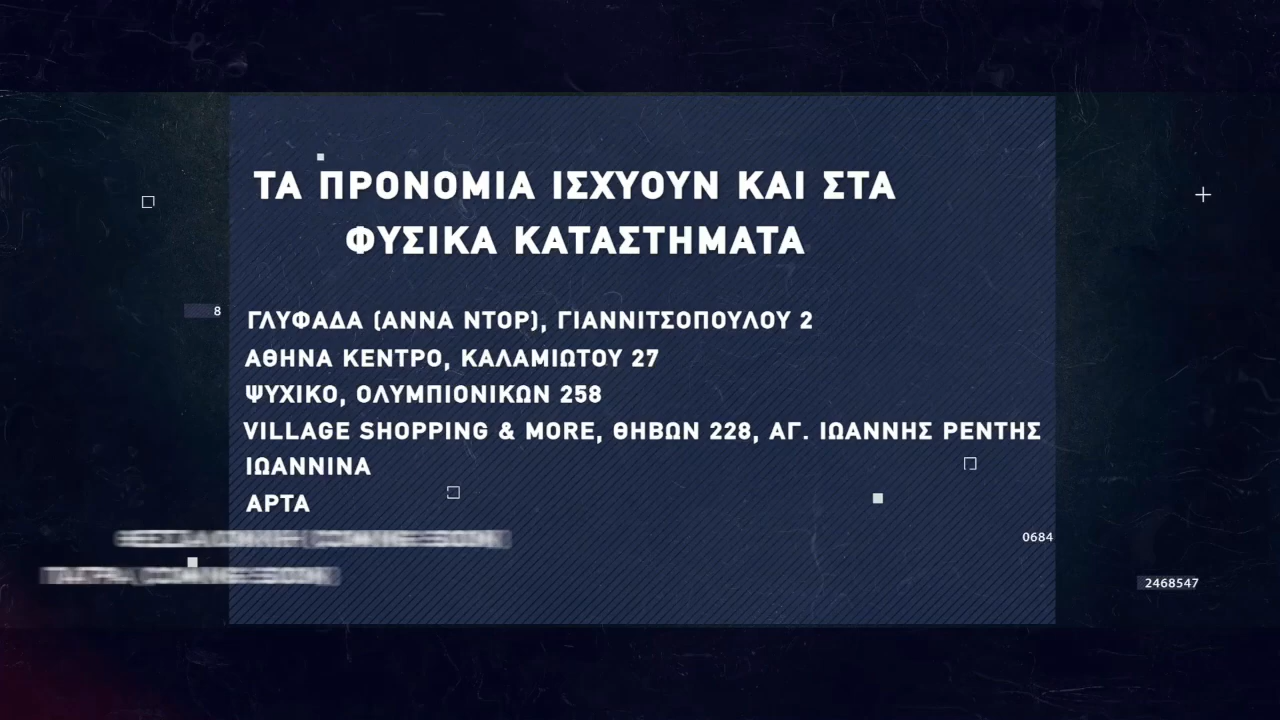 ΤΑ ΠΡΟΝΟΜΙΑ ΙΣΧΥΟΥΝ ΚΑΙ ΣΤΑ
ΦΥΣΙΚΑ ΚΑΤΑΣΤΗΜΑΤΑ
8
ΓΛΥΦΑΔΑ (ΑΝΝΑ ΝΤΟΡ), ΓΙΑΝΝΙΤΣΟΠΟΥΛΟΥ 2
ΑΘΗΝΑ ΚΕΝΤΡΟ, ΚΑΛΑΜΙΩΤΟΥ 27
ΨΥΧΙΚΟ, ΟΛΥΜΠΙΟΝΙΚΩΝ 258
VILLAGE SHOPPING & MORE, ΘΗΒΩΝ 228, ΑΓ. ΙΩΑΝΝΗΣ ΡΕΝΤΗΣ
ΙΩΑΝΝΙΝΑ
ΑΡΤΑ
0684
2468547